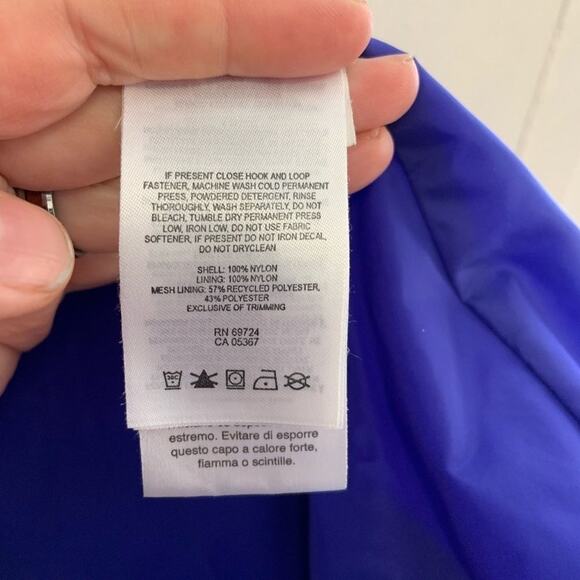 IF PRESENT CLOSE HOOK AND LOOP
FASTENER, MACHINE WASH COLD PERMANENT
PRESS, POWDERED DETERGENT, RINSE
THOROUGHLY, WASH SEPARATELY, DO NOT
BLEACH, TUMBLE DRY PERMANENT PRESS
LOW, IRON LOW, DO NOT USE FABRIC
SOFTENER, IF PRESENT DO NOT IRON DECAL,
DO NOT DRYCLEAN
SHELL: 100% NYLON
LINING: 100% NYLON
MESH LINING: 57% RECYCLED POLYESTER,
43% POLYESTER
EXCLUSIVE OF TRIMMING
RN 69724
CA 05367
30C
estremo. Evitare di esporre
questo capo a calore forte,
fiamma o scintille.